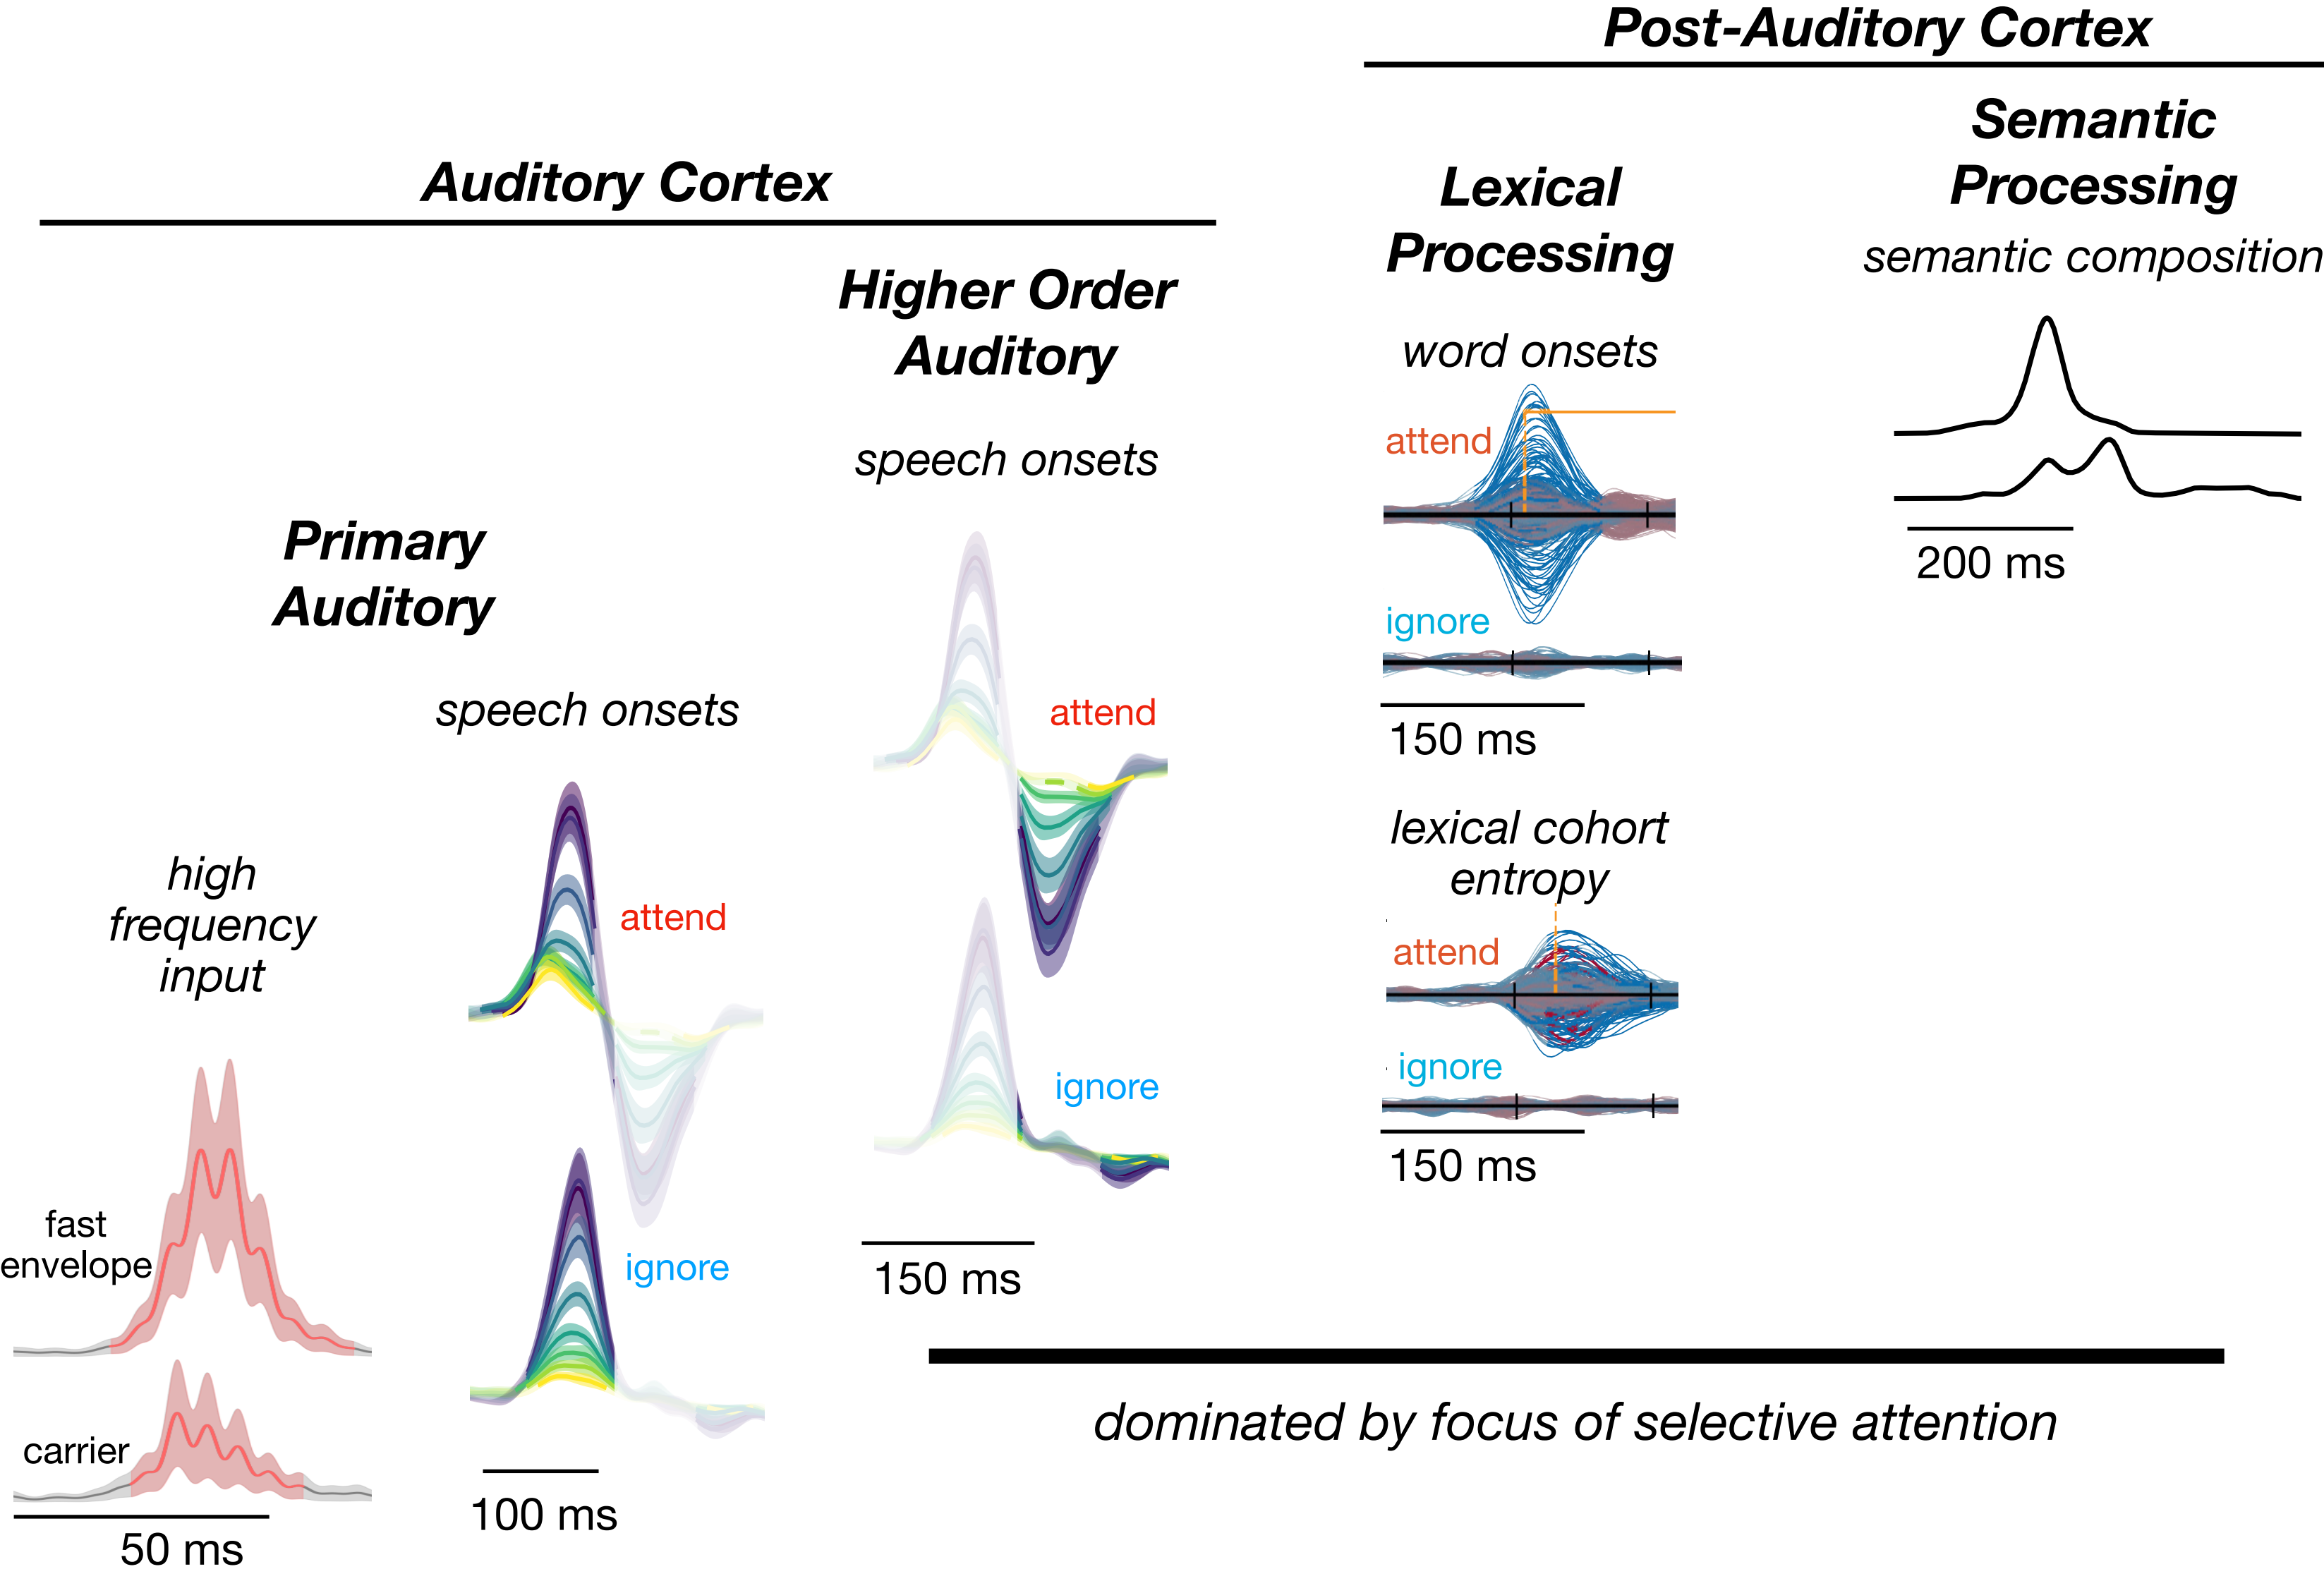 Post-Auditory Cortex
Semantic
Processing
semantic composition
200 ms
Auditory Cortex
Lexical
Processing
word onsets
attend
ignore
150 ms
lexical cohort
entropy
attend
ignore
150 ms
Higher Order
Auditory
speech onsets
attend
ignore
150 ms
Primary
Auditory
speech onsets
attend
ignore
100 ms
high
frequency
input
fast
envelope
carrier
50 ms
dominated by focus of selective attention